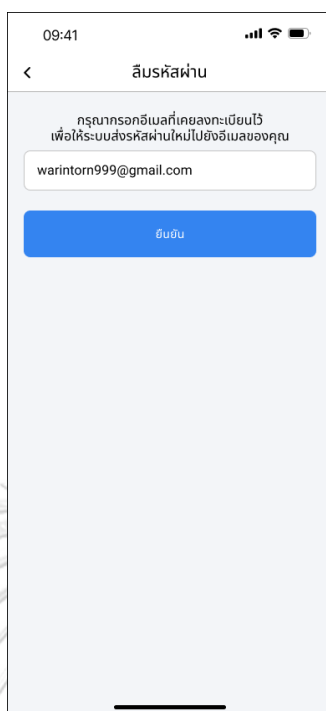 09:41
ลืมรหัสผ่าน
กรุณากรอกอีเมลที่เคยลงทะเบียนไว้
เพื่อให้ระบบส่งรหัสผ่านใหม่ไปยังอีเมลของคุณ
warintorn999@gmail.com
ยืนยัน